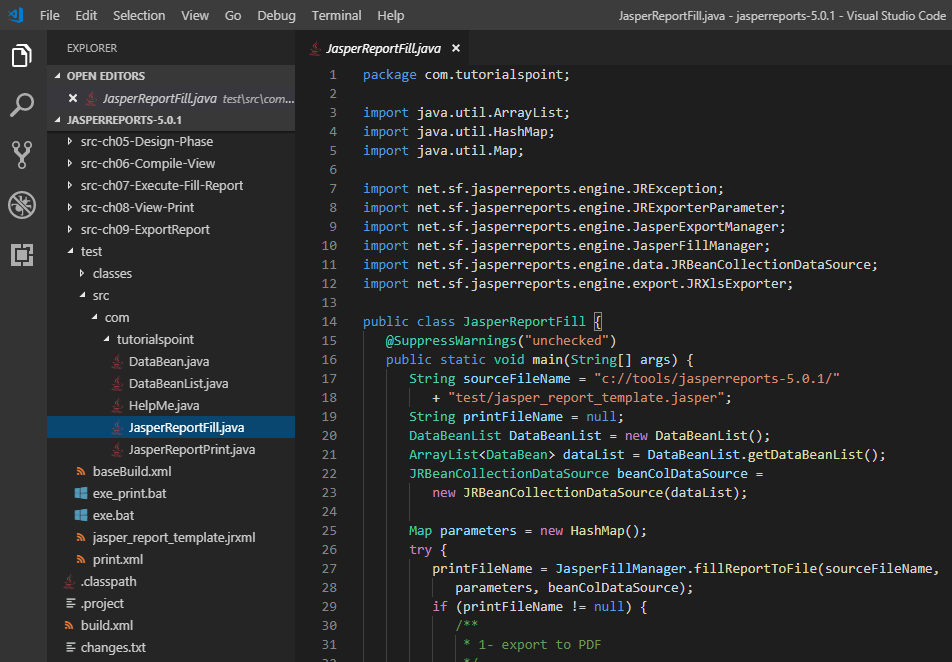 File Edit Selection View Go Debug Terminal Help
JasperReportFill.java - jasperreports-5.0.1 - Visual Studio Code
EXPLORER
OPEN EDITORS
JasperReportFill.java test\src\com...
JASPERREPORTS-5.0.1
src-ch05-Design-Phase
src-ch06-Compile-View
src-ch07-Execute-Fill-Report
src-ch08-View-Print
src-ch09-ExportReport
test
classes
src
com
tutorialspoint
DataBean.java
DataBeanList.java
HelpMe.java
JasperReportFill.java
JasperReportPrint.java
baseBuild.xml
exe_print.bat
exe.bat
jasper_report_template.jrxml
print.xml
.classpath
.project
build.xml
changes.txt
JasperReportFill.java
1 package com.tutorialspoint;
2
3 import java.util.ArrayList;
4 import java.util.HashMap;
5 import java.util.Map;
6
7 import net.sf.jasperreports.engine.JRException;
8 import net.sf.jasperreports.engine.JRExporterParameter;
9 import net.sf.jasperreports.engine.JasperExportManager;
10 import net.sf.jasperreports.engine.JasperFillManager;
11 import net.sf.jasperreports.engine.data.JRBeanCollectionDataSource;
12 import net.sf.jasperreports.engine.export.JRXlsExporter;
13
14 public class JasperReportFill {
15 @SuppressWarnings("unchecked")
16 public static void main(String[] args) {
17 String sourceFileName = "c://tools/jasperreports-5.0.1/"
18 + "test/jasper_report_template.jasper";
19 String printFileName = null;
20 DataBeanList DataBeanList = new DataBeanList();
21 ArrayList<DataBean> dataList = DataBeanList.getDataBeanList();
22 JRBeanCollectionDataSource beanColDataSource =
23 new JRBeanCollectionDataSource(dataList);
24
25 Map parameters = new HashMap();
26 try {
27 printFileName = JasperFillManager.fillReportToFile(sourceFileName,
28 parameters, beanColDataSource);
29 if (printFileName != null) {
30 /**
31 * 1- export to PDF
32 */